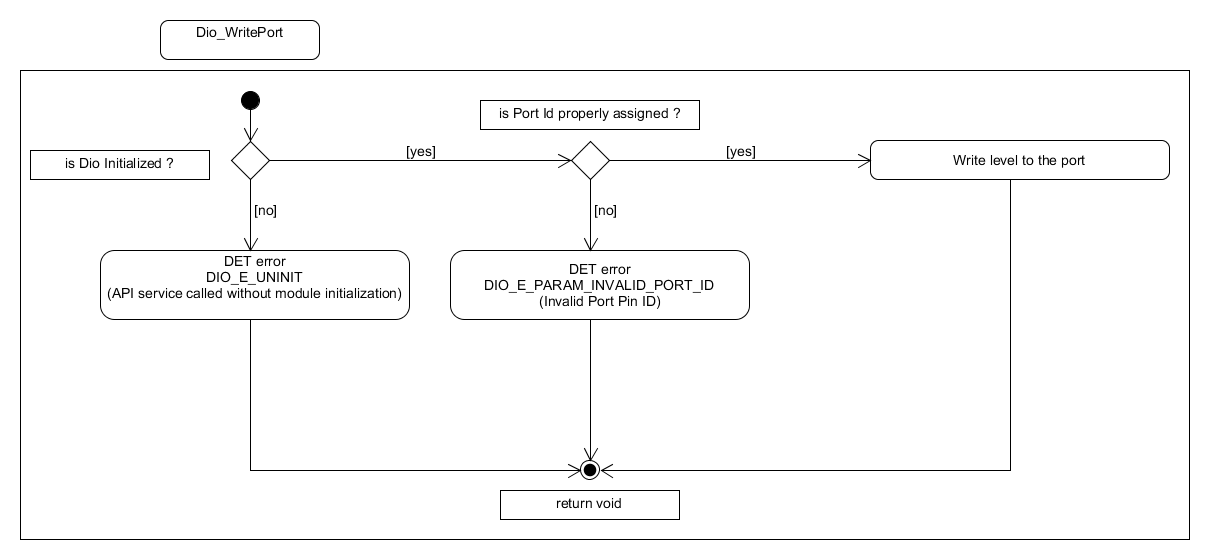 Dio_WritePort
is Port Id properly assigned ?
is Dio Initialized ?
[yes]
[yes]
Write level to the port
[no]
[no]
DET error
DIO_E_UNINIT
(API service called without module initialization)
DET error
DIO_E_PARAM_INVALID_PORT_ID
(Invalid Port Pin ID)
return void